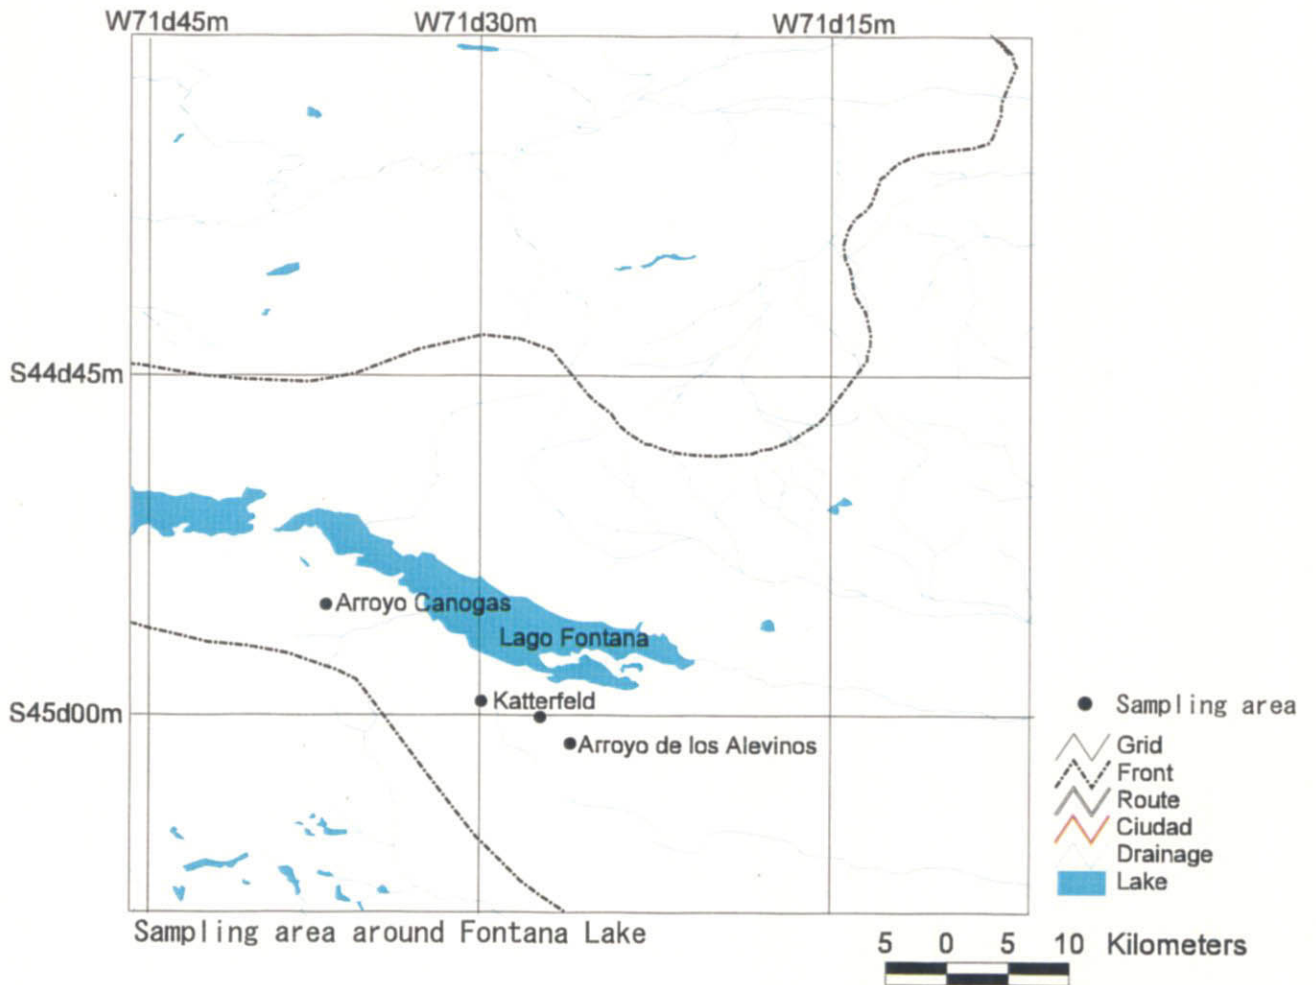 W71d45m W71d30m W71d15m
S44d45m
Arroyo Canogas
Lago Fontana
Katterfeld
S45d00m
Arroyo de los Alevinos
Sampling area
Grid
Front
Route
Ciudad
Drainage
Lake
Sampling area around Fontana Lake
5 0 5 10 Kilometers